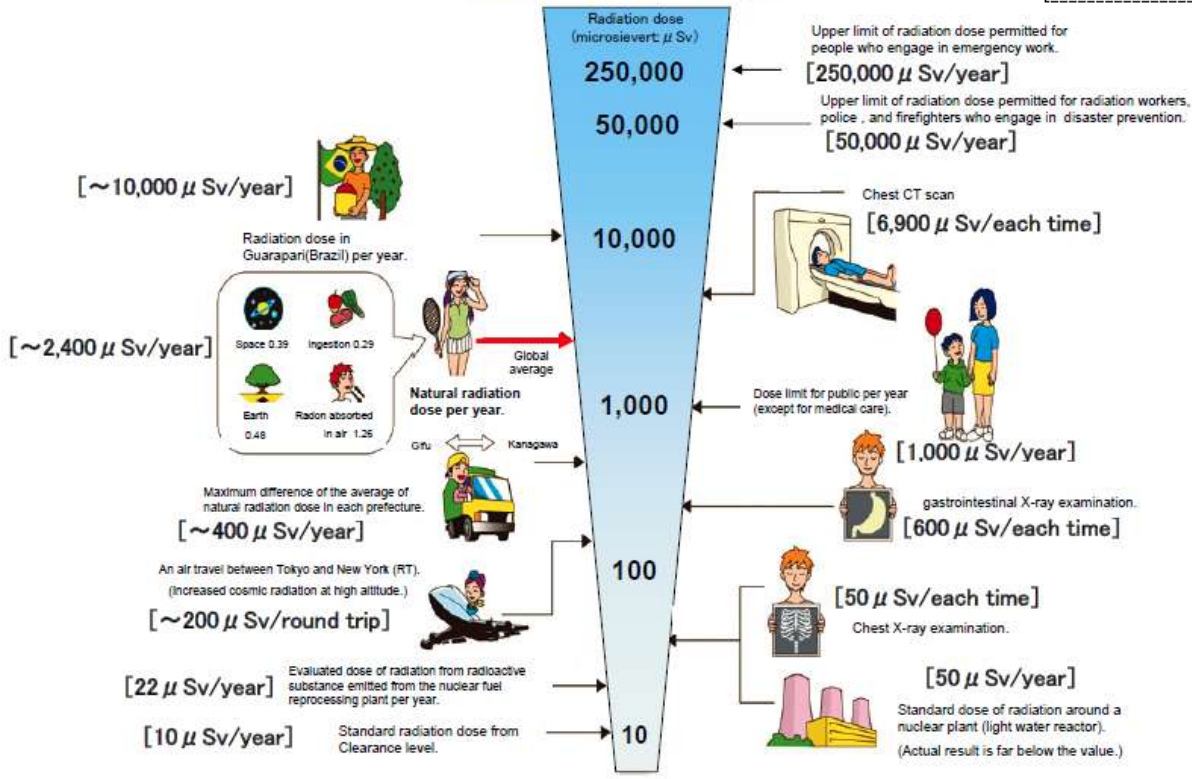 Radiation dose
(microsievert: μ Sv)
250,000
50,000
10,000
1,000
100
10
Upper limit of radiation dose permitted for
people who engage in emergency work.
[250,000 μ Sv/year]
Upper limit of radiation dose permitted for radiation workers,
police , and firefighters who engage in disaster prevention.
[50,000 μ Sv/year]
[~10,000 μ Sv/year]
Radiation dose in
Guarapari(Brazil) per year.
Chest CT scan
[6,900 μ Sv/each time]
[~2,400 μ Sv/year]
Space 0.39
Ingestion 0.29
Earth
0.48
Radon absorbed
in air 1.26
Natural radiation
dose per year.
Global
average
Dose limit for public per year
(except for medical care).
[1,000 μ Sv/year]
Gifu
Kanagawa
Maximum difference of the average of
natural radiation dose in each prefecture.
[~400 μ Sv/year]
gastrointestinal X-ray examination.
[600 μ Sv/each time]
An air travel between Tokyo and New York (RT).
(Increased cosmic radiation at high altitude.)
[~200 μ Sv/round trip]
[50 μ Sv/each time]
Chest X-ray examination.
[22 μ Sv/year]
Evaluated dose of radiation from radioactive
substance emitted from the nuclear fuel
reprocessing plant per year.
[50 μ Sv/year]
Standard dose of radiation around a
nuclear plant (light water reactor).
(Actual result is far below the value.)
[10 μ Sv/year]
Standard radiation dose from
Clearance level.